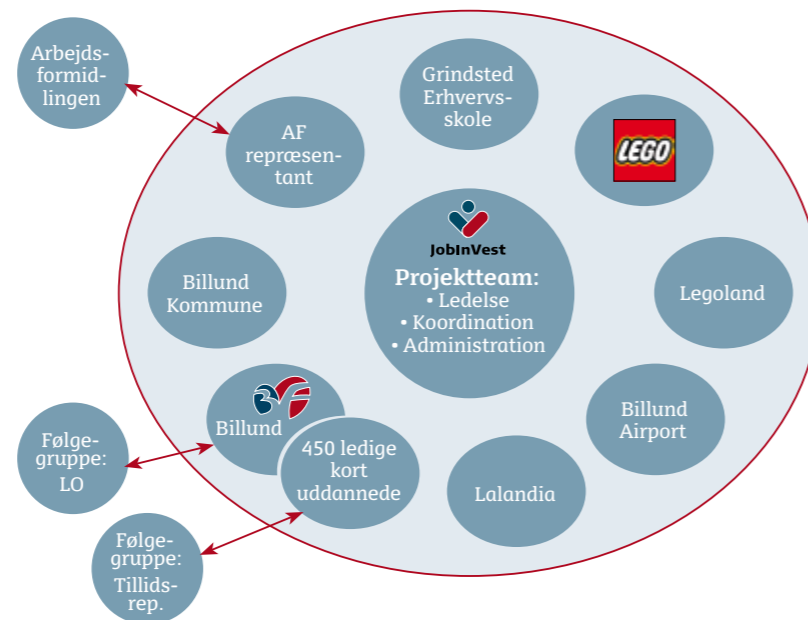 Arbejds-
formid-
lingen
AF
repræsen-
tant
Grindsted
Erhvervs-
skole
LEGO
JobInVest
Projektteam:
• Ledelse
• Koordination
• Administration
Billund
Kommune
Legoland
3F
Billund
450 ledige
kort
uddannede
Lalandia
Billund
Airport
Følge-
gruppe:
LO
Følge-
gruppe:
Tillids-
rep.